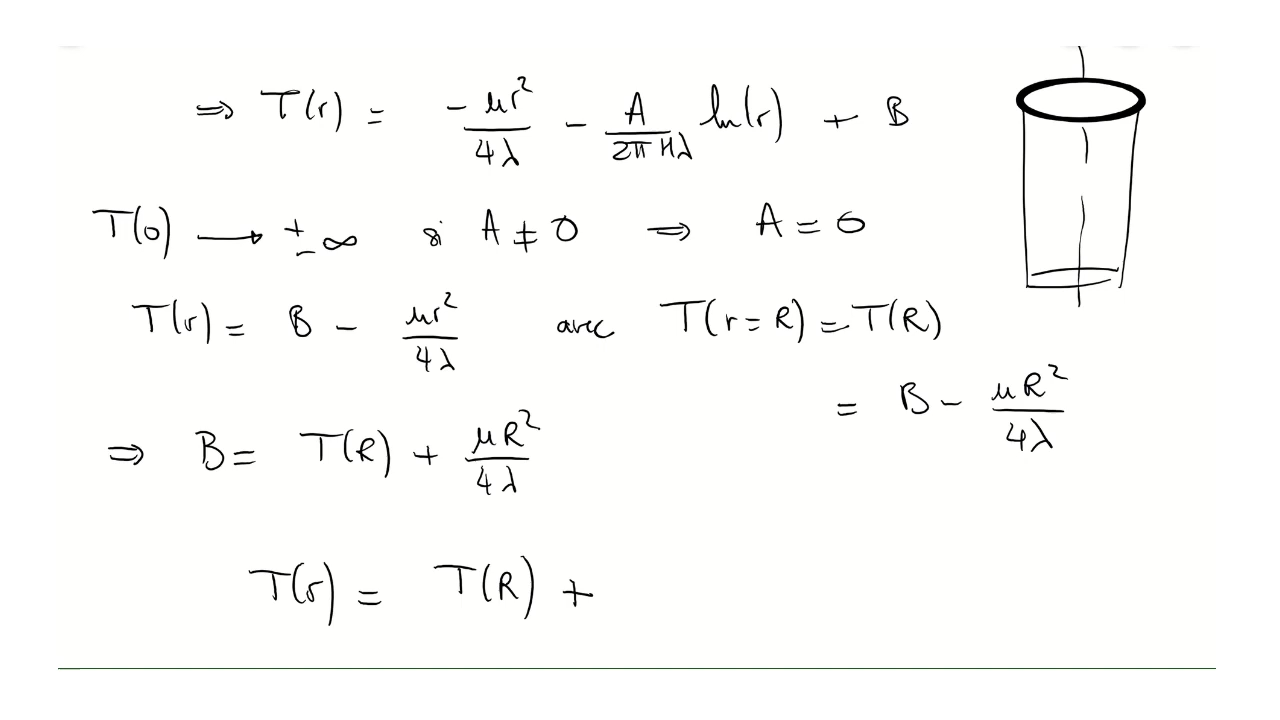 ⇒ T(r) = -μr²/4λ - A/2πHλ ln(r) + B
T(0) → ±∞ si A ≠ 0 ⇒ A = 0
T(r) = B - μr²/4λ avec T(r=R) = T(R)
= B - μR²/4λ
⇒ B = T(R) + μR²/4λ
T(r) = T(R) +